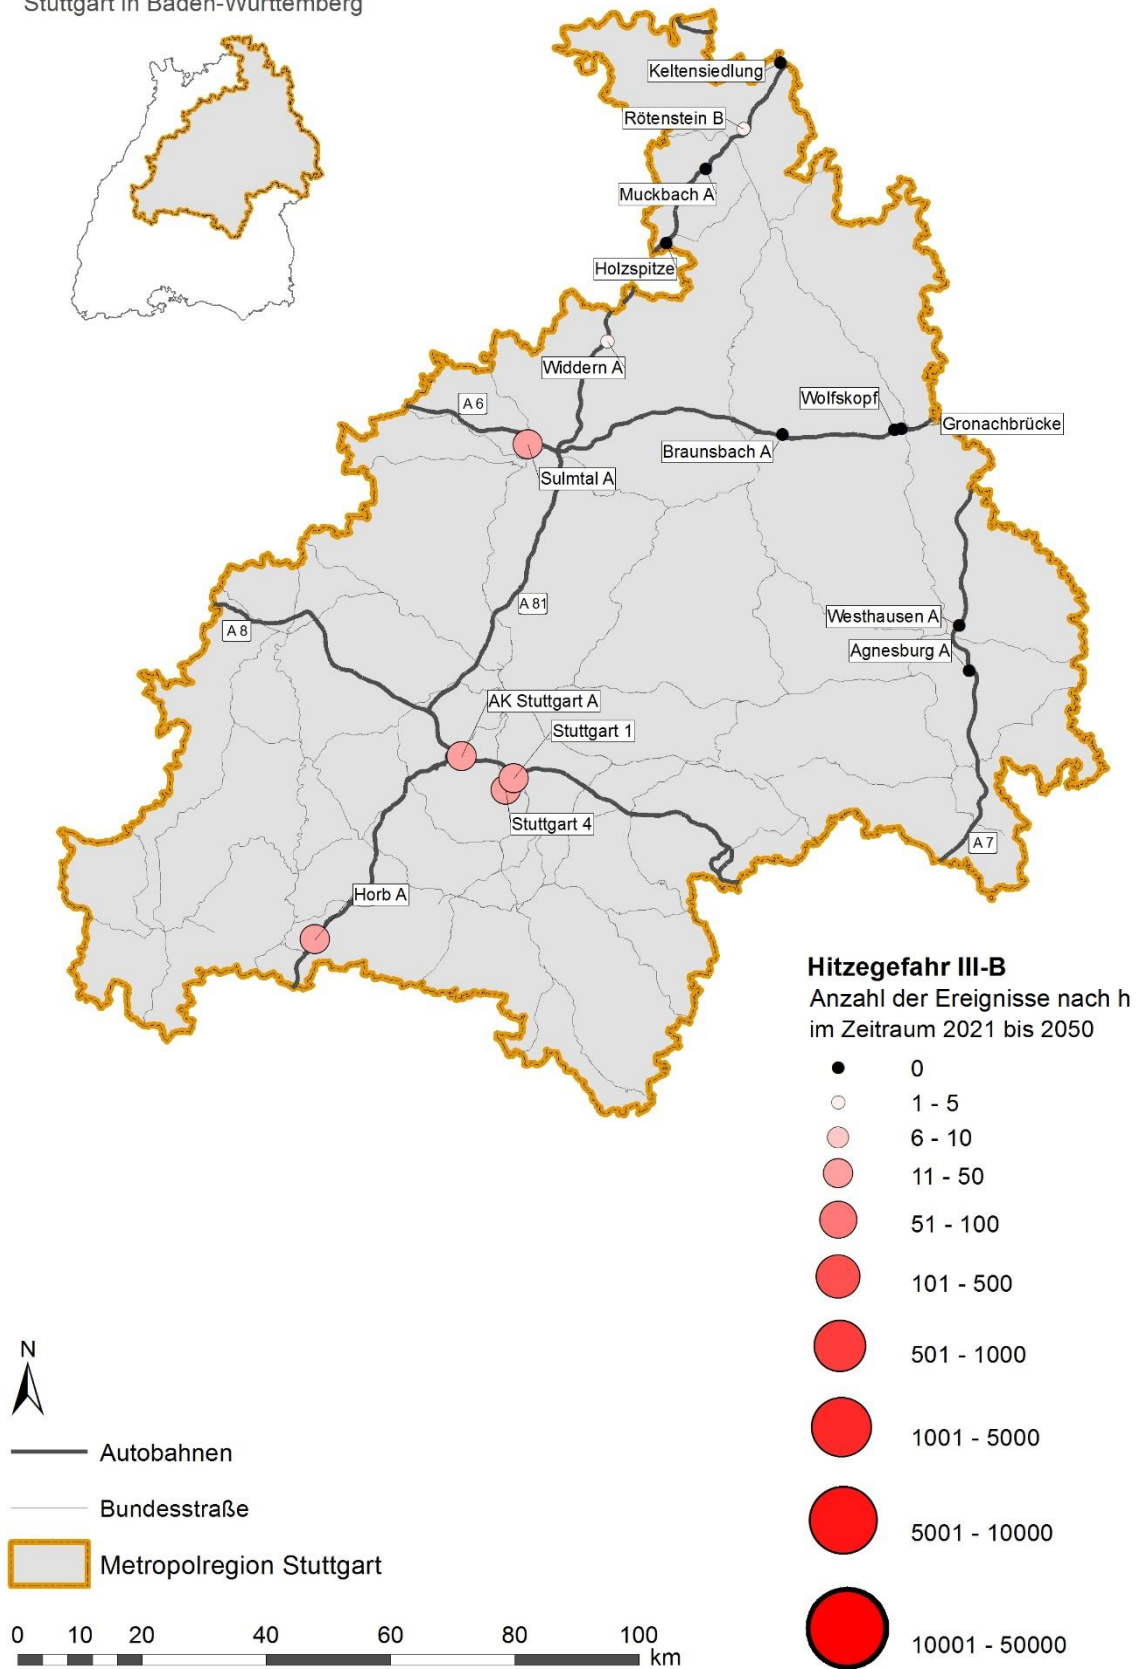 Stuttgart in Baden-Württemberg
Keltensiedlung
Rötenstein B
Muckbach A
Holzspitze
Widdern A
A 6
Wolfskopf
Gronachbrücke
Braunsbach A
Sulmtal A
A 81
A 8
Westhausen A
Agnesburg A
AK Stuttgart A
Stuttgart 1
Stuttgart 4
A 7
Horb A
Hitzegefahr III-B
Anzahl der Ereignisse nach h
im Zeitraum 2021 bis 2050
0
1 - 5
6 - 10
11 - 50
51 - 100
101 - 500
501 - 1000
1001 - 5000
5001 - 10000
10001 - 50000
N
Autobahnen
Bundesstraße
Metropolregion Stuttgart
0 10 20 40 60 80 100
km